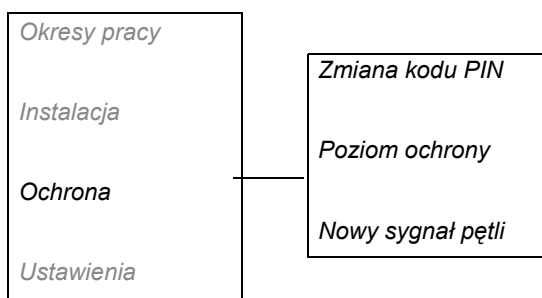 Okresy pracy
Instalacja
Ochrona
Ustawienia
Zmiana kodu PIN
Poziom ochrony
Nowy sygnał pętli